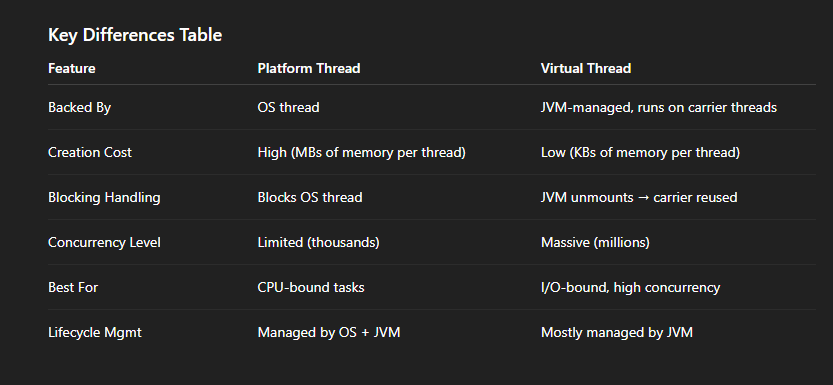 Key Differences Table
Feature Platform Thread Virtual Thread
Backed By OS thread JVM-managed, runs on carrier threads
Creation Cost High (MBs of memory per thread) Low (KBs of memory per thread)
Blocking Handling Blocks OS thread JVM unmounts → carrier reused
Concurrency Level Limited (thousands) Massive (millions)
Best For CPU-bound tasks I/O-bound, high concurrency
Lifecycle Mgmt Managed by OS + JVM Mostly managed by JVM